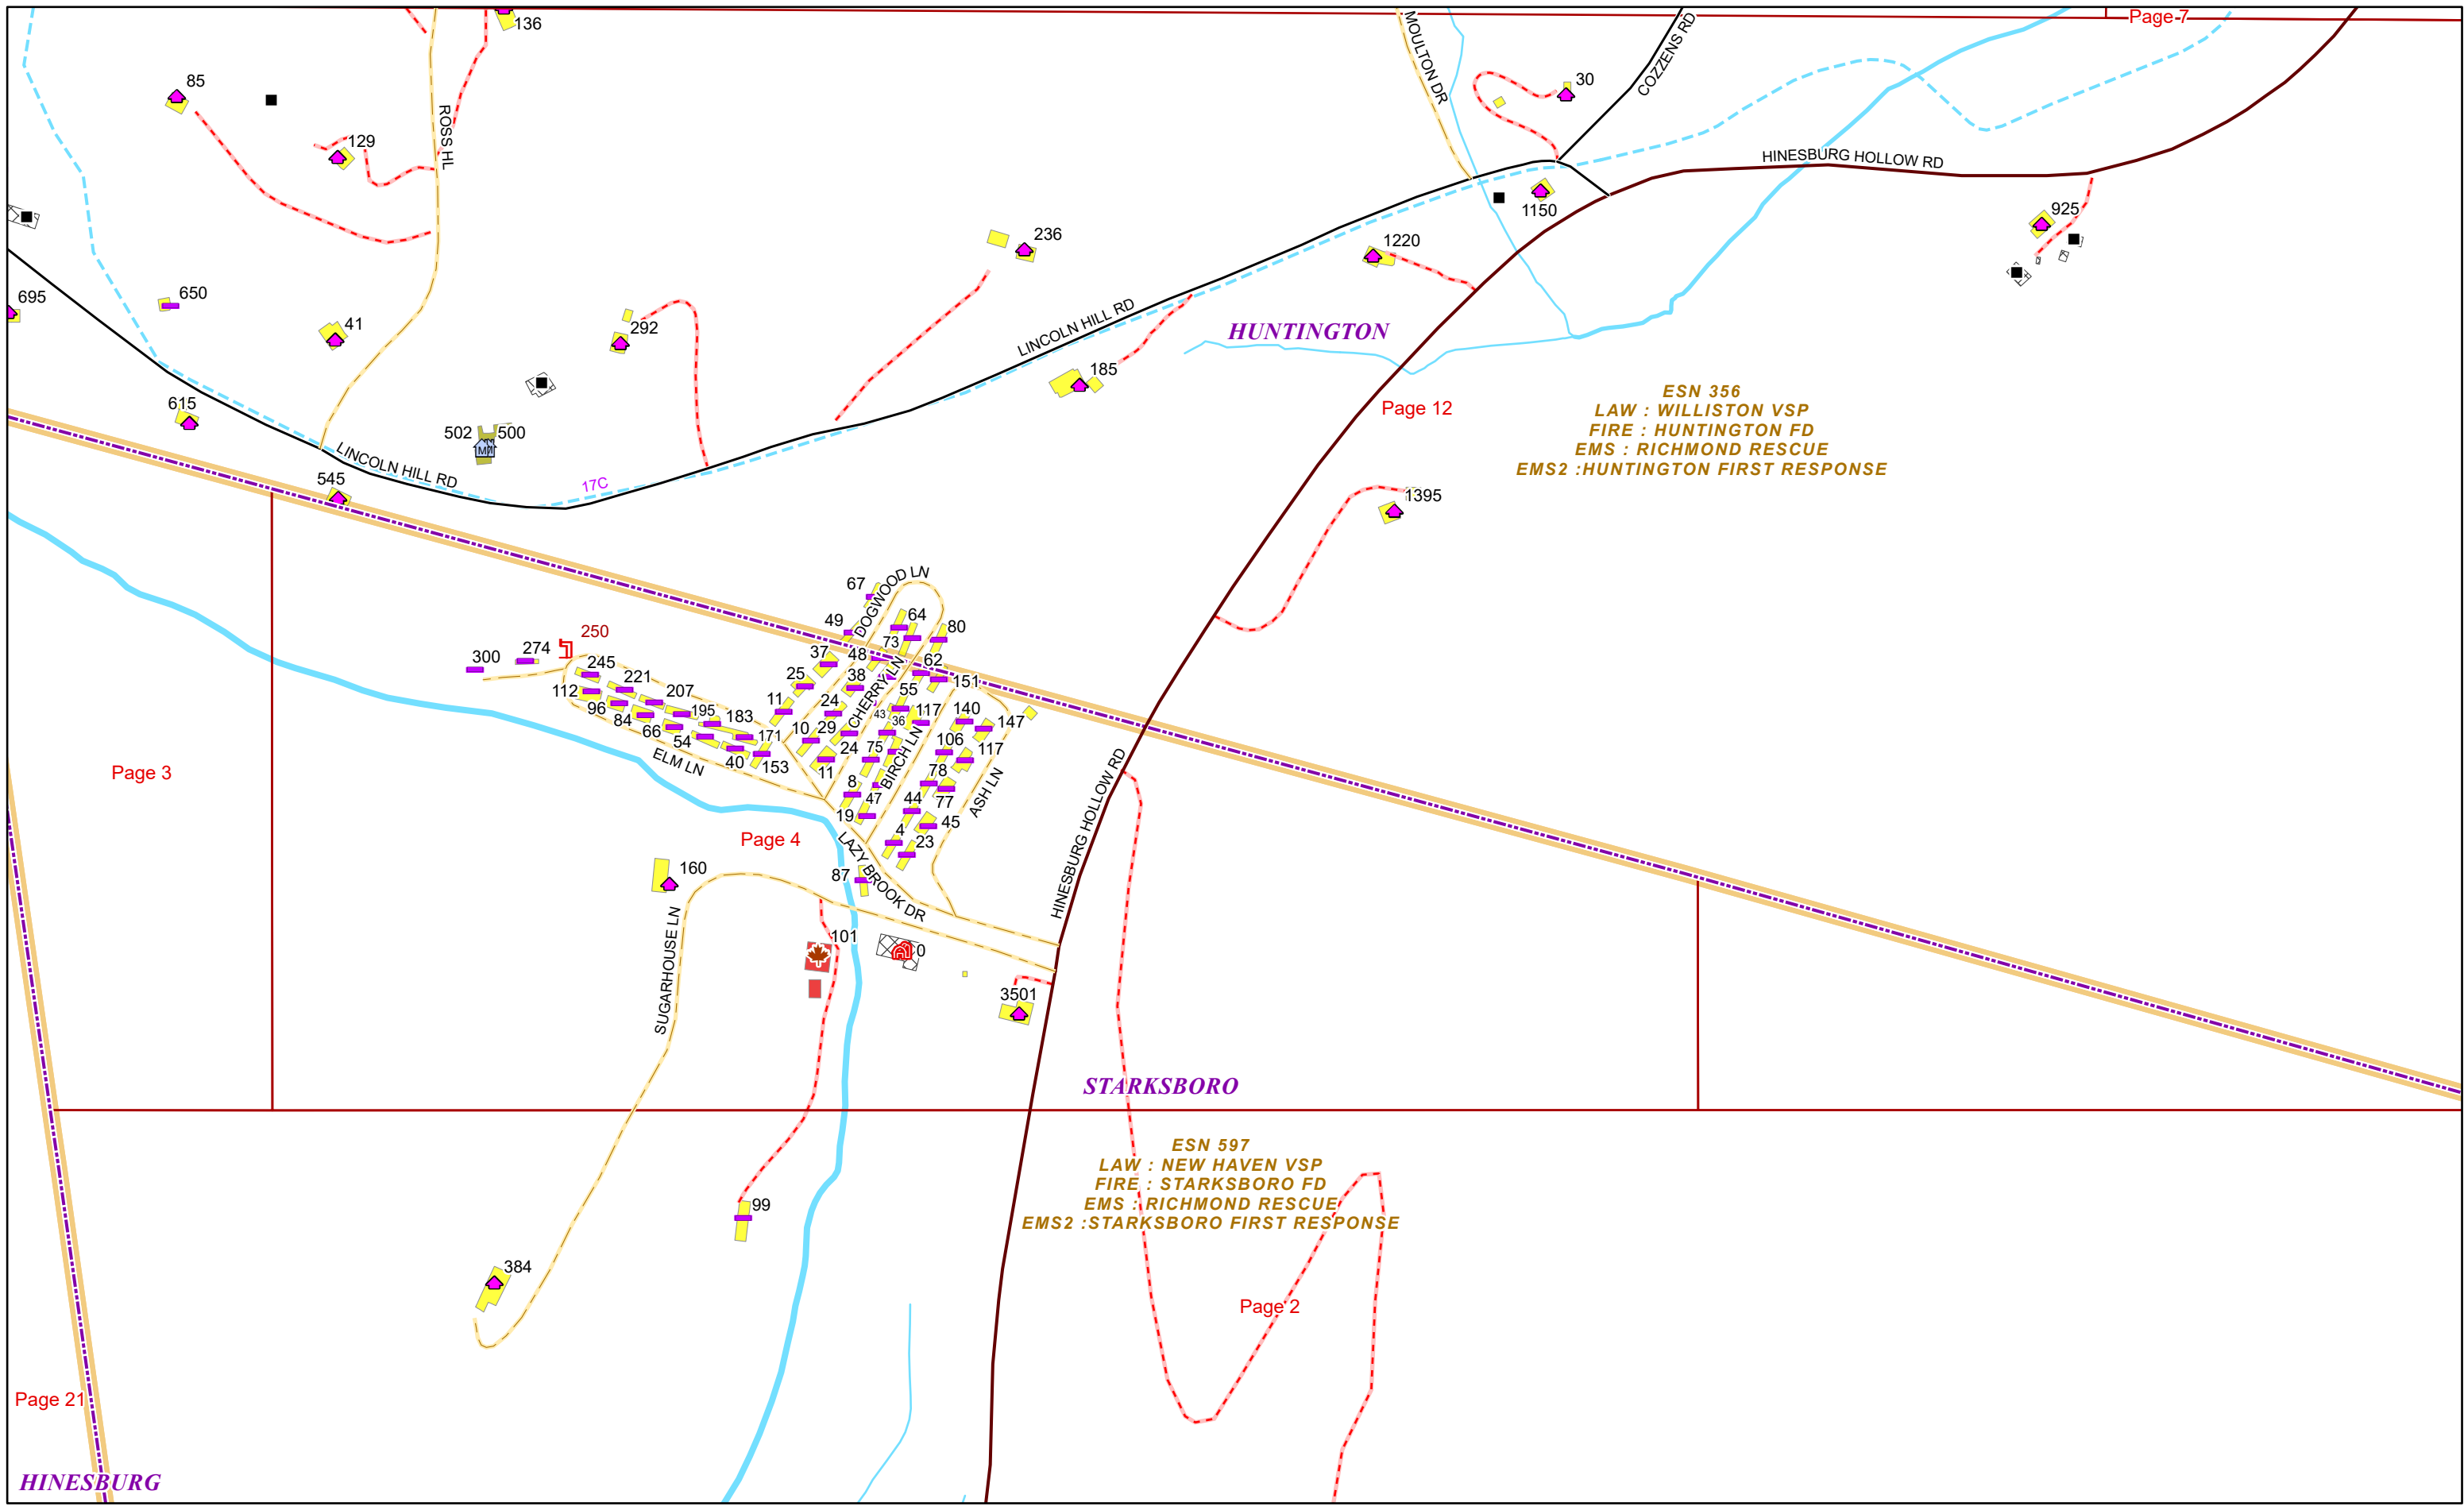 136
Page 7
85
129
ROSS HL
MOULTON DR
COZZENS RD
30
HINESBURG HOLLOW RD
1150
925
236
1220
695
650
41
292
LINCOLN HILL RD
HUNTINGTON
185
615
502
500
LINCOLN HILL RD
17C
545
Page 12
ESN 356
LAW : WILLISTON VSP
FIRE : HUNTINGTON FD
EMS : RICHMOND RESCUE
EMS2 :HUNTINGTON FIRST RESPONSE
1395
67
DOGWOOD LN
49
64
73
80
250
300
274
245
221
207
195
183
171
153
112
96
84
66
54
40
ELM LN
37
48
62
25
38
55
151
11
24
CHERRY LN
43
36
117
140
147
10
29
24
11
75
BIRCH LN
106
117
78
77
ASH LN
8
47
44
19
4
45
23
LAZY BROOK DR
87
HINESBURG HOLLOW RD
Page 3
Page 4
160
SUGARHOUSE LN
101
0
3501
STARKSBORO
ESN 597
LAW : NEW HAVEN VSP
FIRE : STARKSBORO FD
EMS : RICHMOND RESCUE
EMS2 :STARKSBORO FIRST RESPONSE
99
384
Page 2
Page 21
HINESBURG